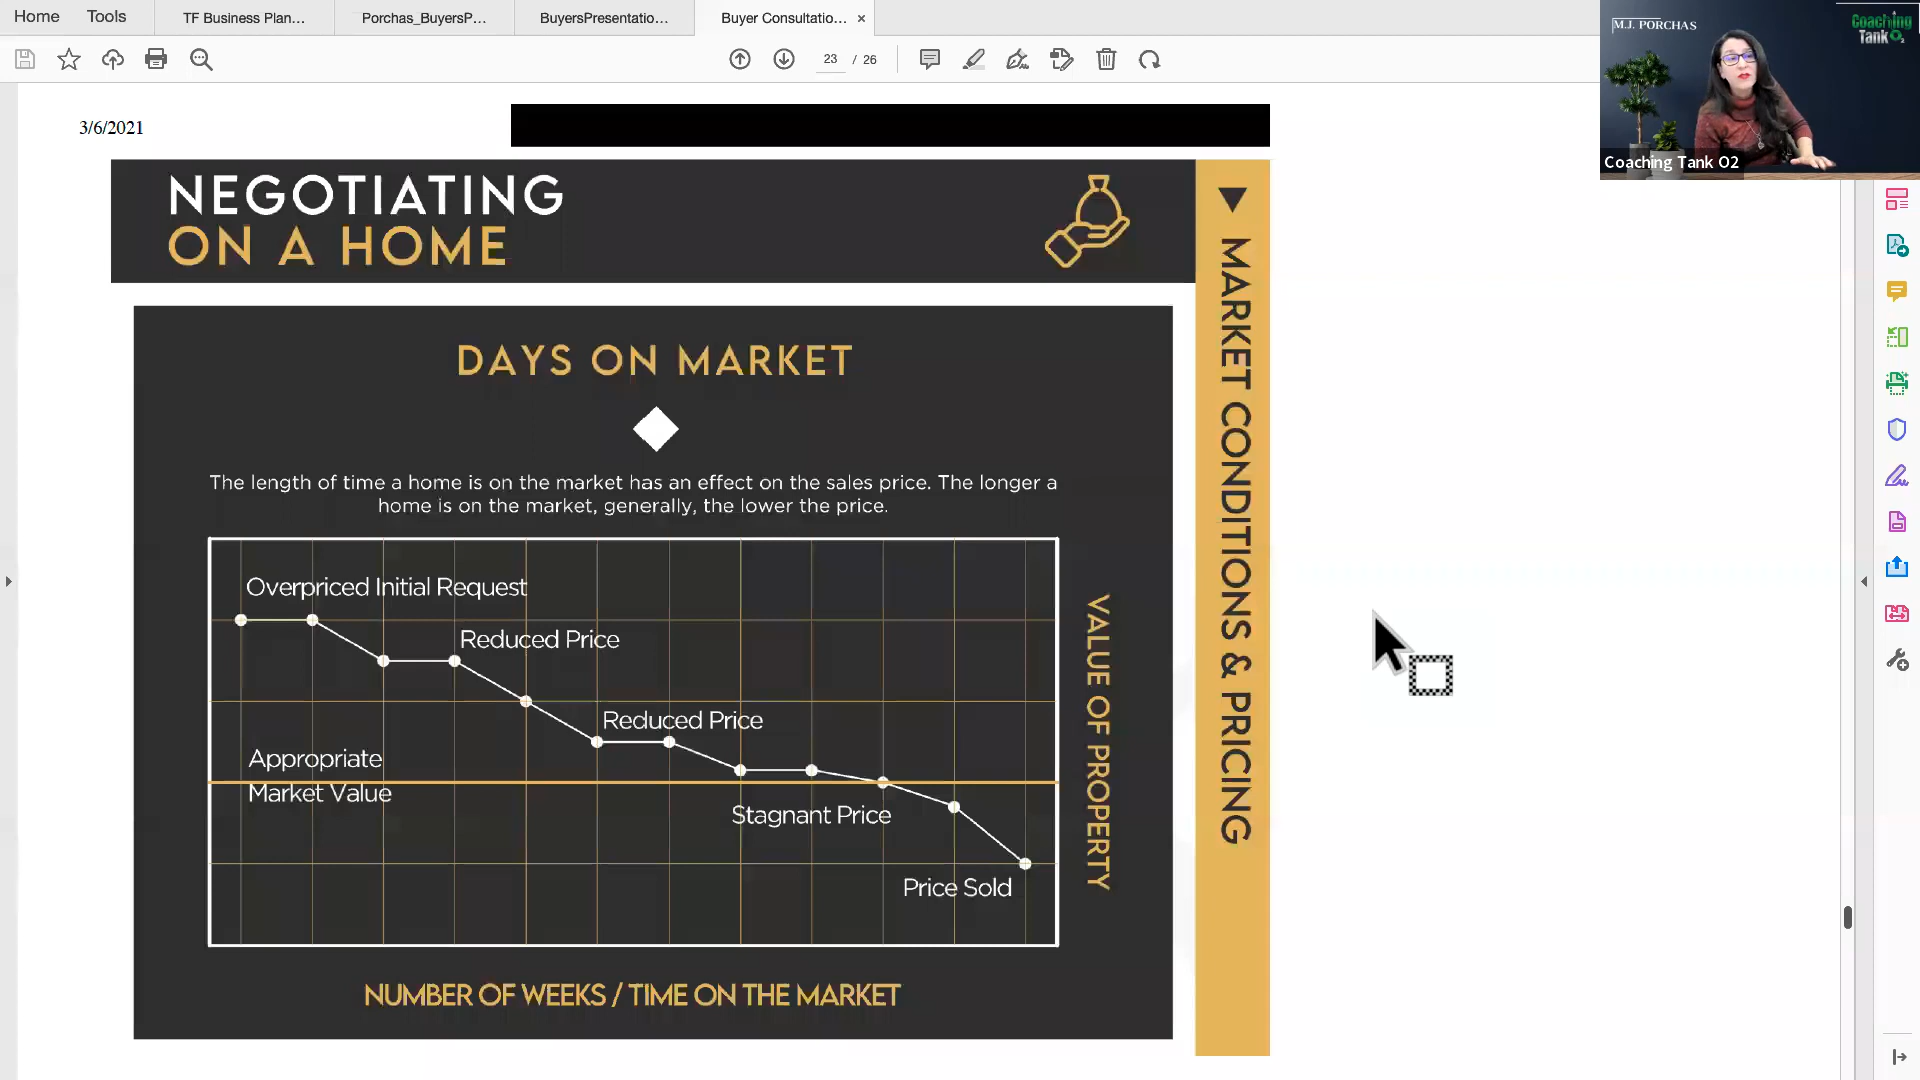 Home
Tools
TF Business Plan...
Porchas_BuyersP...
BuyersPresentatio...
Buyer Consultatio... ×
23 / 26
M.J. PORCHAS
Coaching
Tank O2
Coaching Tank O2
3/6/2021
NEGOTIATING
ON A HOME
MARKET CONDITIONS & PRICING
DAYS ON MARKET
The length of time a home is on the market has an effect on the sales price. The longer a
home is on the market, generally, the lower the price.
Overpriced Initial Request
Reduced Price
Reduced Price
Appropriate
Market Value
Stagnant Price
Price Sold
VALUE OF PROPERTY
NUMBER OF WEEKS / TIME ON THE MARKET